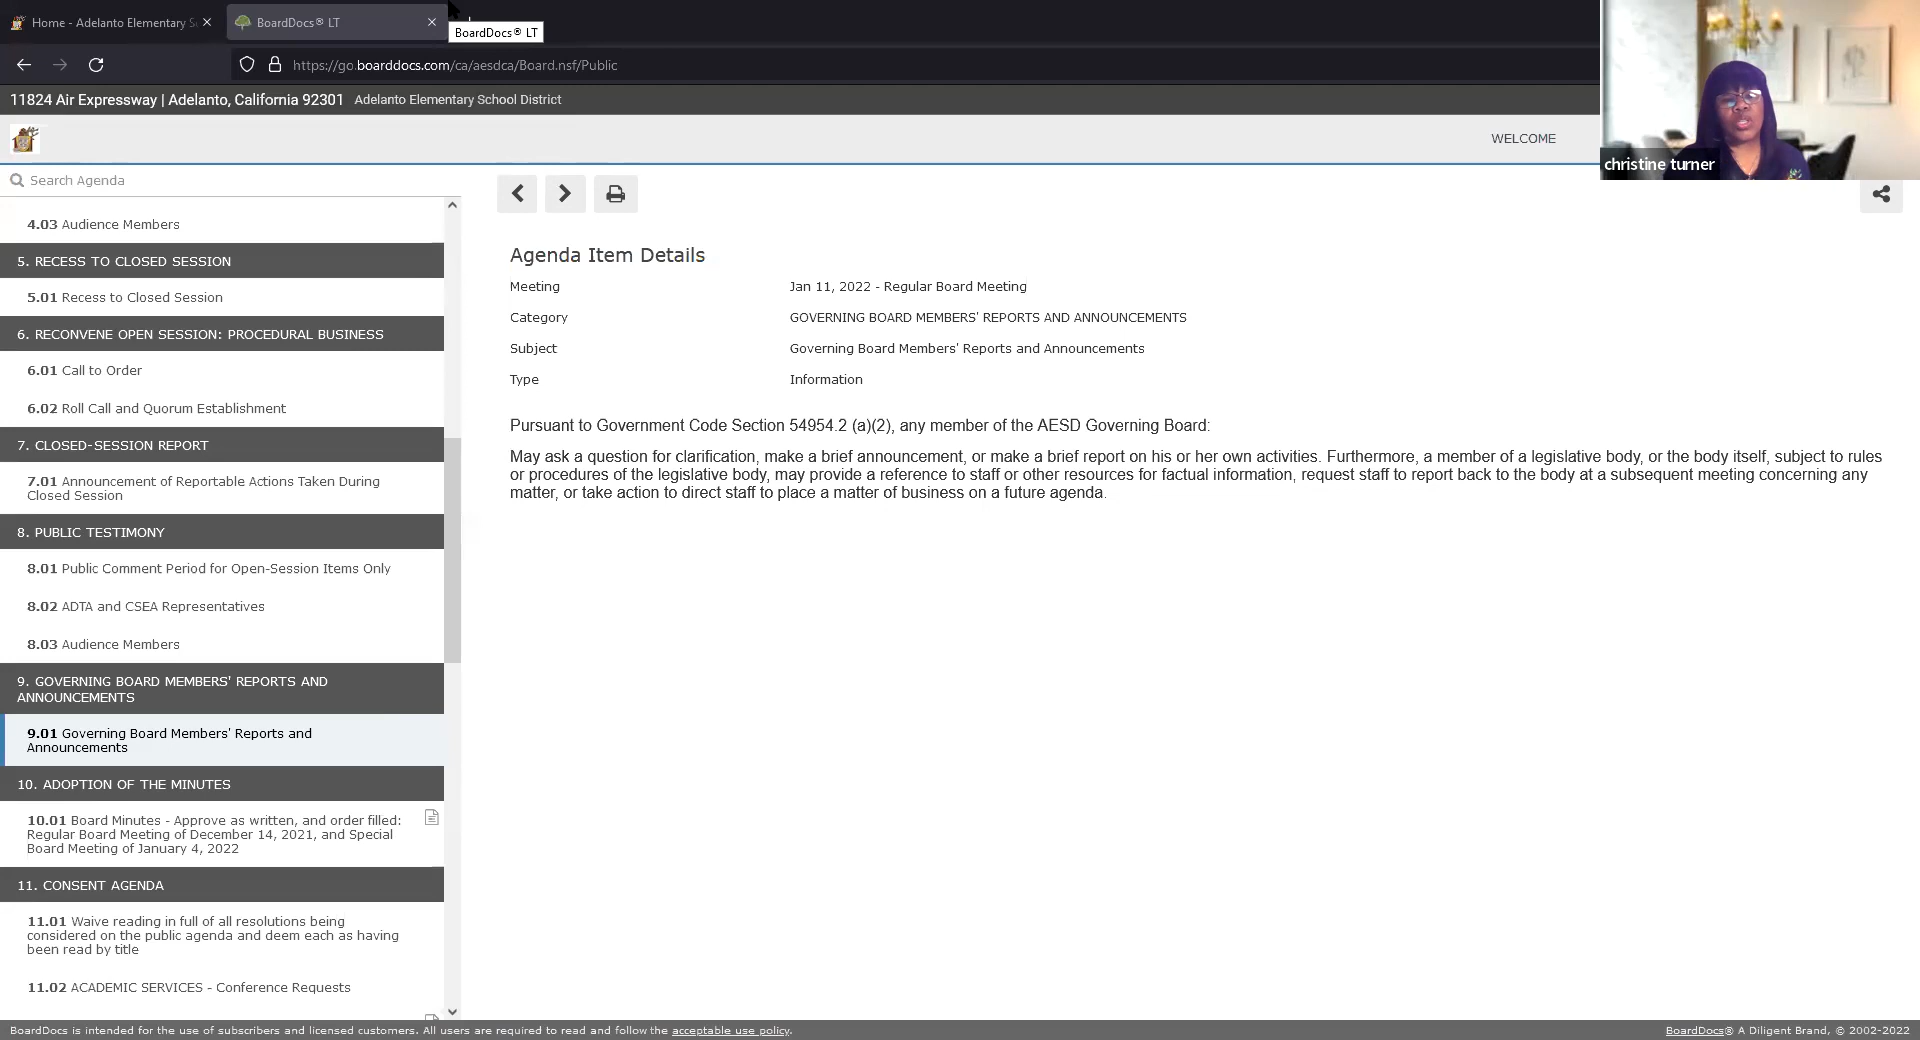 Home - Adelanto Elementary S
BoardDocs® LT
BoardDocs® LT
https://go.boarddocs.com/ca/aesdca/Board.nsf/Public
11824 Air Expressway | Adelanto, California 92301 Adelanto Elementary School District
WELCOME
christine turner
Search Agenda
4.03 Audience Members
5. RECESS TO CLOSED SESSION
5.01 Recess to Closed Session
6. RECONVENE OPEN SESSION: PROCEDURAL BUSINESS
6.01 Call to Order
6.02 Roll Call and Quorum Establishment
7. CLOSED-SESSION REPORT
7.01 Announcement of Reportable Actions Taken During
Closed Session
8. PUBLIC TESTIMONY
8.01 Public Comment Period for Open-Session Items Only
8.02 ADTA and CSEA Representatives
8.03 Audience Members
9. GOVERNING BOARD MEMBERS' REPORTS AND
ANNOUNCEMENTS
9.01 Governing Board Members' Reports and
Announcements
10. ADOPTION OF THE MINUTES
10.01 Board Minutes - Approve as written, and order filled:
Regular Board Meeting of December 14, 2021, and Special
Board Meeting of January 4, 2022
11. CONSENT AGENDA
11.01 Waive reading in full of all resolutions being
considered on the public agenda and deem each as having
been read by title
11.02 ACADEMIC SERVICES - Conference Requests
Agenda Item Details
Meeting Jan 11, 2022 - Regular Board Meeting
Category GOVERNING BOARD MEMBERS' REPORTS AND ANNOUNCEMENTS
Subject Governing Board Members' Reports and Announcements
Type Information
Pursuant to Government Code Section 54954.2 (a)(2), any member of the AESD Governing Board:
May ask a question for clarification, make a brief announcement, or make a brief report on his or her own activities. Furthermore, a member of a legislative body, or the body itself, subject to rules
or procedures of the legislative body, may provide a reference to staff or other resources for factual information, request staff to report back to the body at a subsequent meeting concerning any
matter, or take action to direct staff to place a matter of business on a future agenda.
BoardDocs is intended for the use of subscribers and licensed customers. All users are required to read and follow the acceptable use policy.
BoardDocs® A Diligent Brand, © 2002-2022